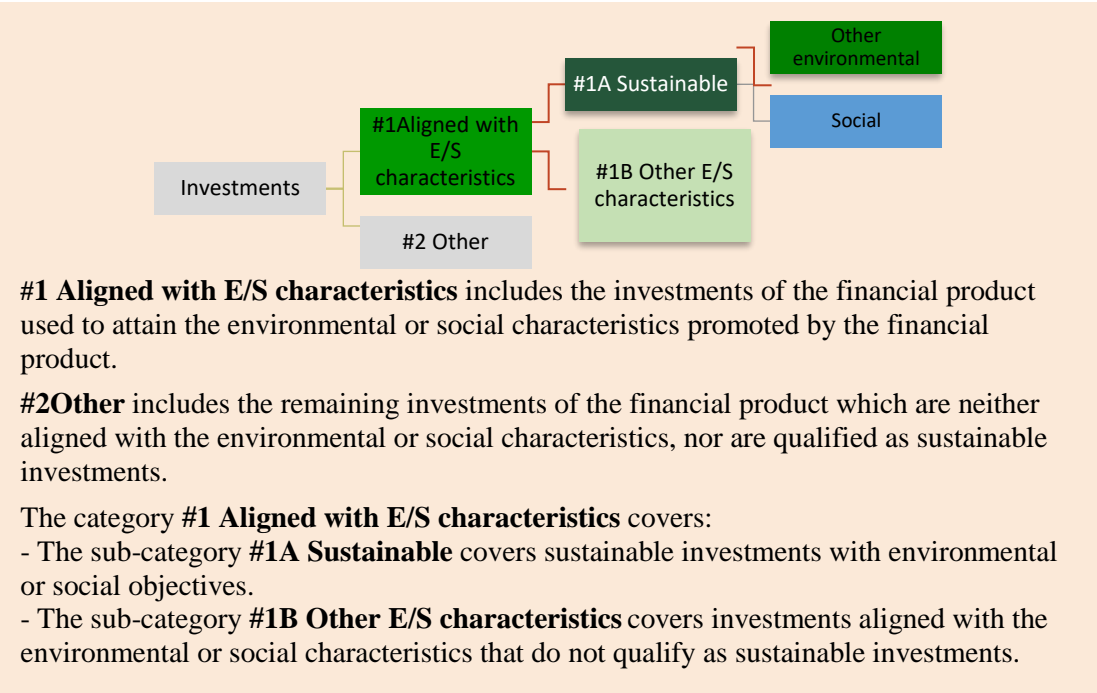 Other
environmental
#1A Sustainable
Social
#1Aligned with
E/S
characteristics
#1B Other E/S
characteristics
Investments
#2 Other
#1 Aligned with E/S characteristics includes the investments of the financial product
used to attain the environmental or social characteristics promoted by the financial
product.
#2Other includes the remaining investments of the financial product which are neither
aligned with the environmental or social characteristics, nor are qualified as sustainable
investments.
The category #1 Aligned with E/S characteristics covers:
- The sub-category #1A Sustainable covers sustainable investments with environmental
or social objectives.
- The sub-category #1B Other E/S characteristics covers investments aligned with the
environmental or social characteristics that do not qualify as sustainable investments.